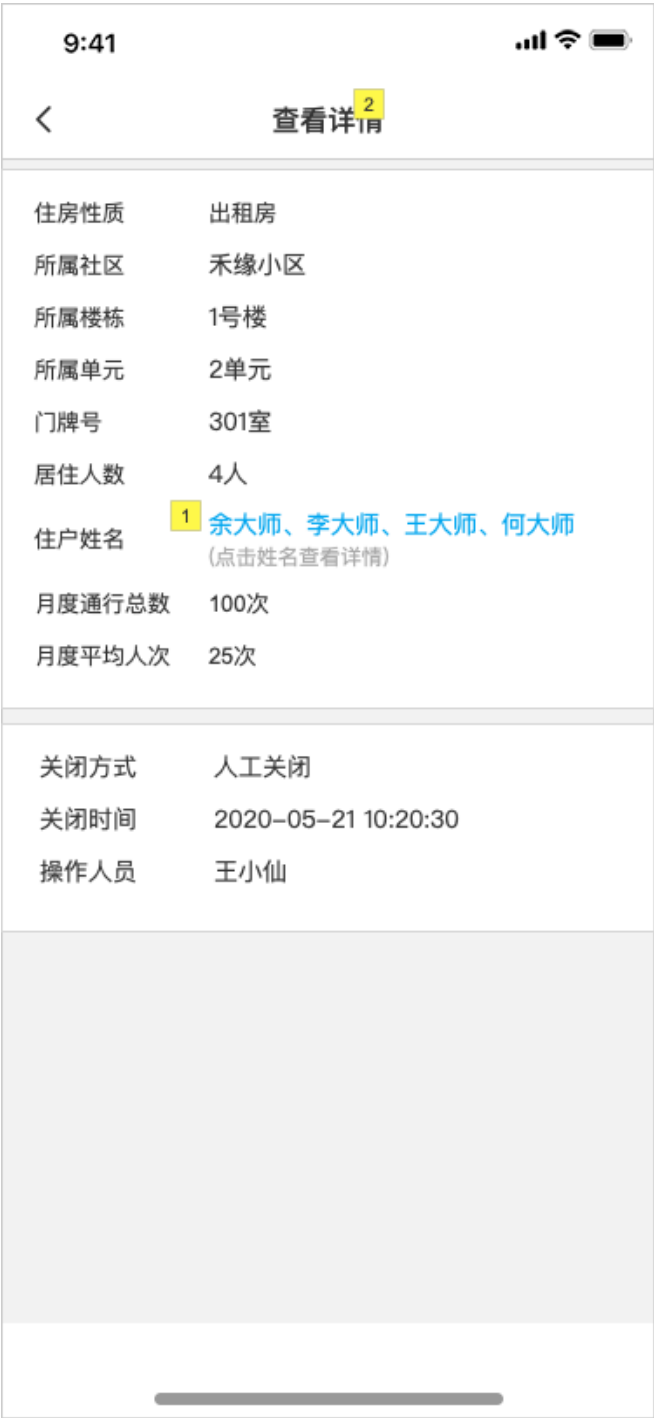 9:41
查看详情
2
住房性质 出租房
所属社区 禾缘小区
所属楼栋 1号楼
所属单元 2单元
门牌号 301室
居住人数 4人
住户姓名 1 余大师、李大师、王大师、何大师
(点击姓名查看详情)
月度通行总数 100次
月度平均人次 25次
关闭方式 人工关闭
关闭时间 2020-05-21 10:20:30
操作人员 王小仙